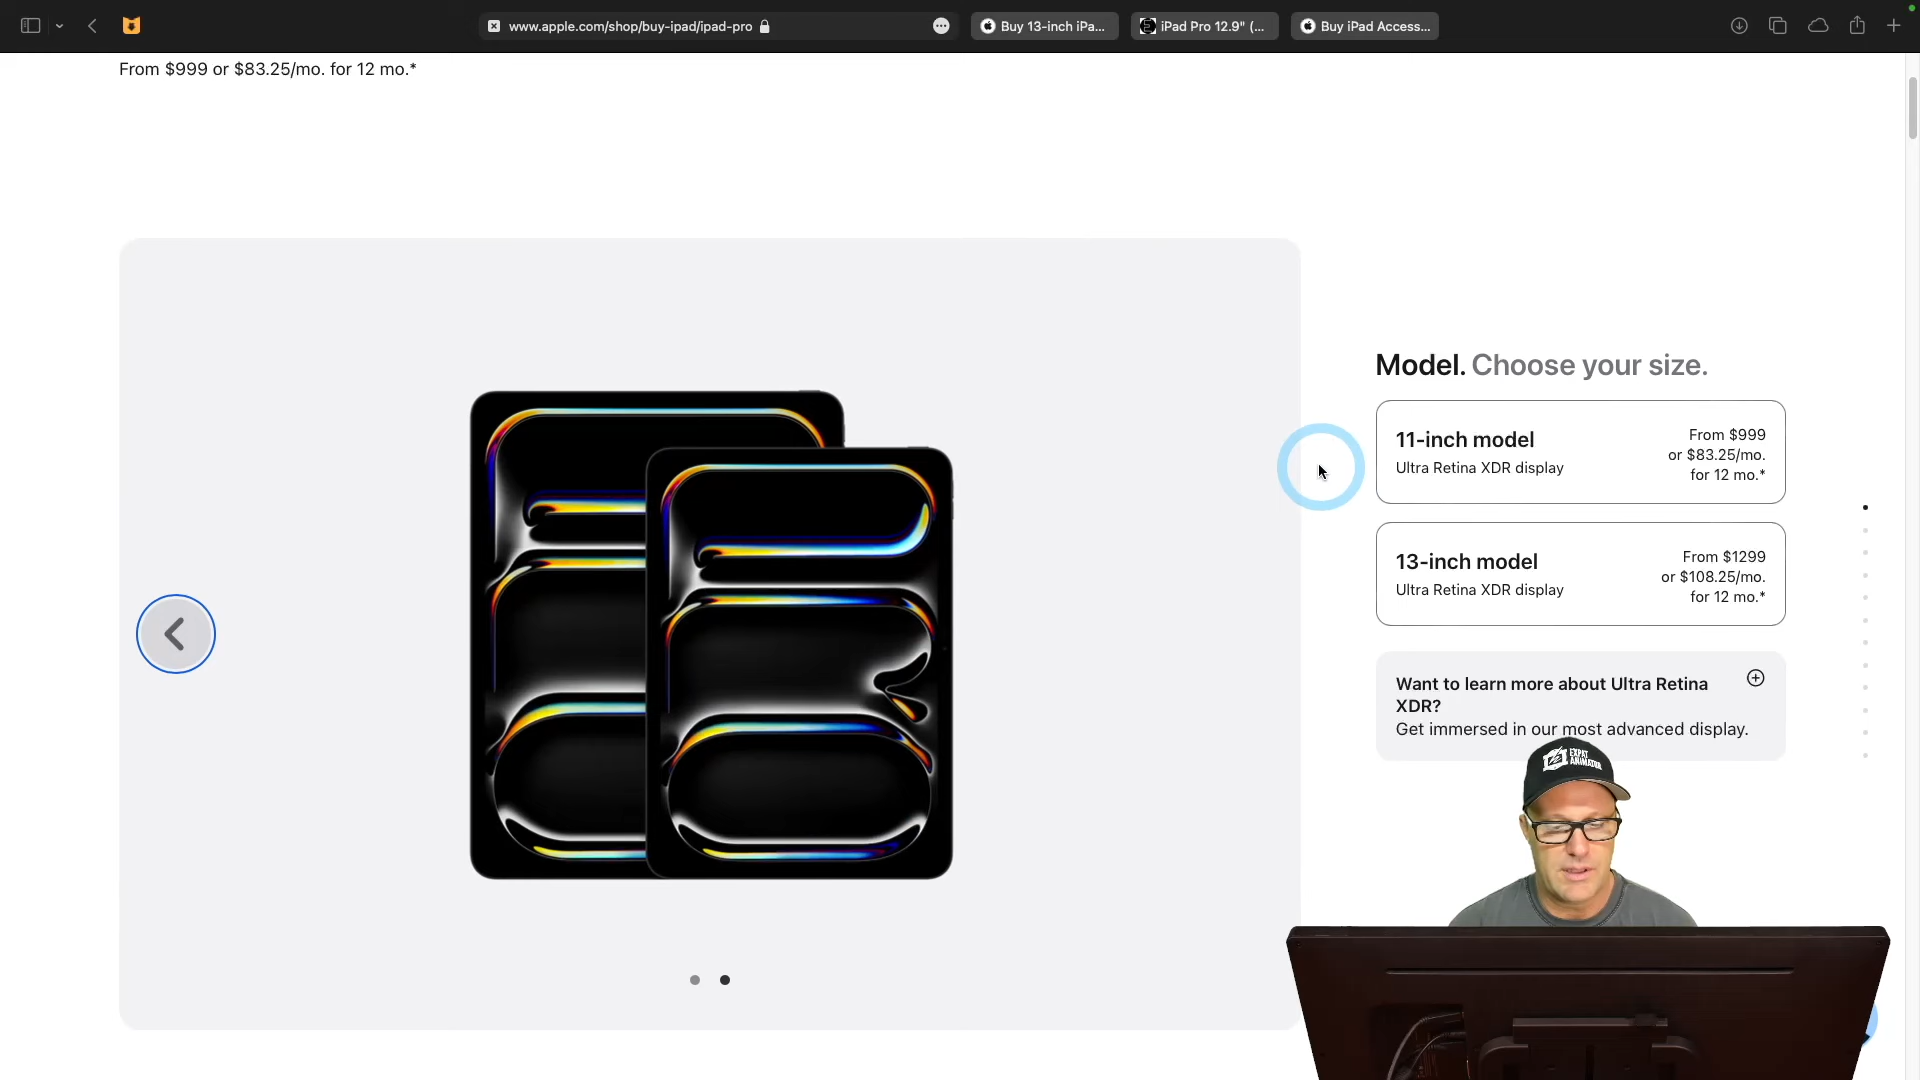 www.apple.com/shop/buy-ipad/ipad-pro
Buy 13-inch iPa...
iPad Pro 12.9" (...
Buy iPad Access...
From $999 or $83.25/mo. for 12 mo.*
Model. Choose your size.
11-inch model
Ultra Retina XDR display
From $999
or $83.25/mo.
for 12 mo.*
13-inch model
Ultra Retina XDR display
From $1299
or $108.25/mo.
for 12 mo.*
Want to learn more about Ultra Retina
XDR?
Get immersed in our most advanced display.
EXPAT
ANIMATOR